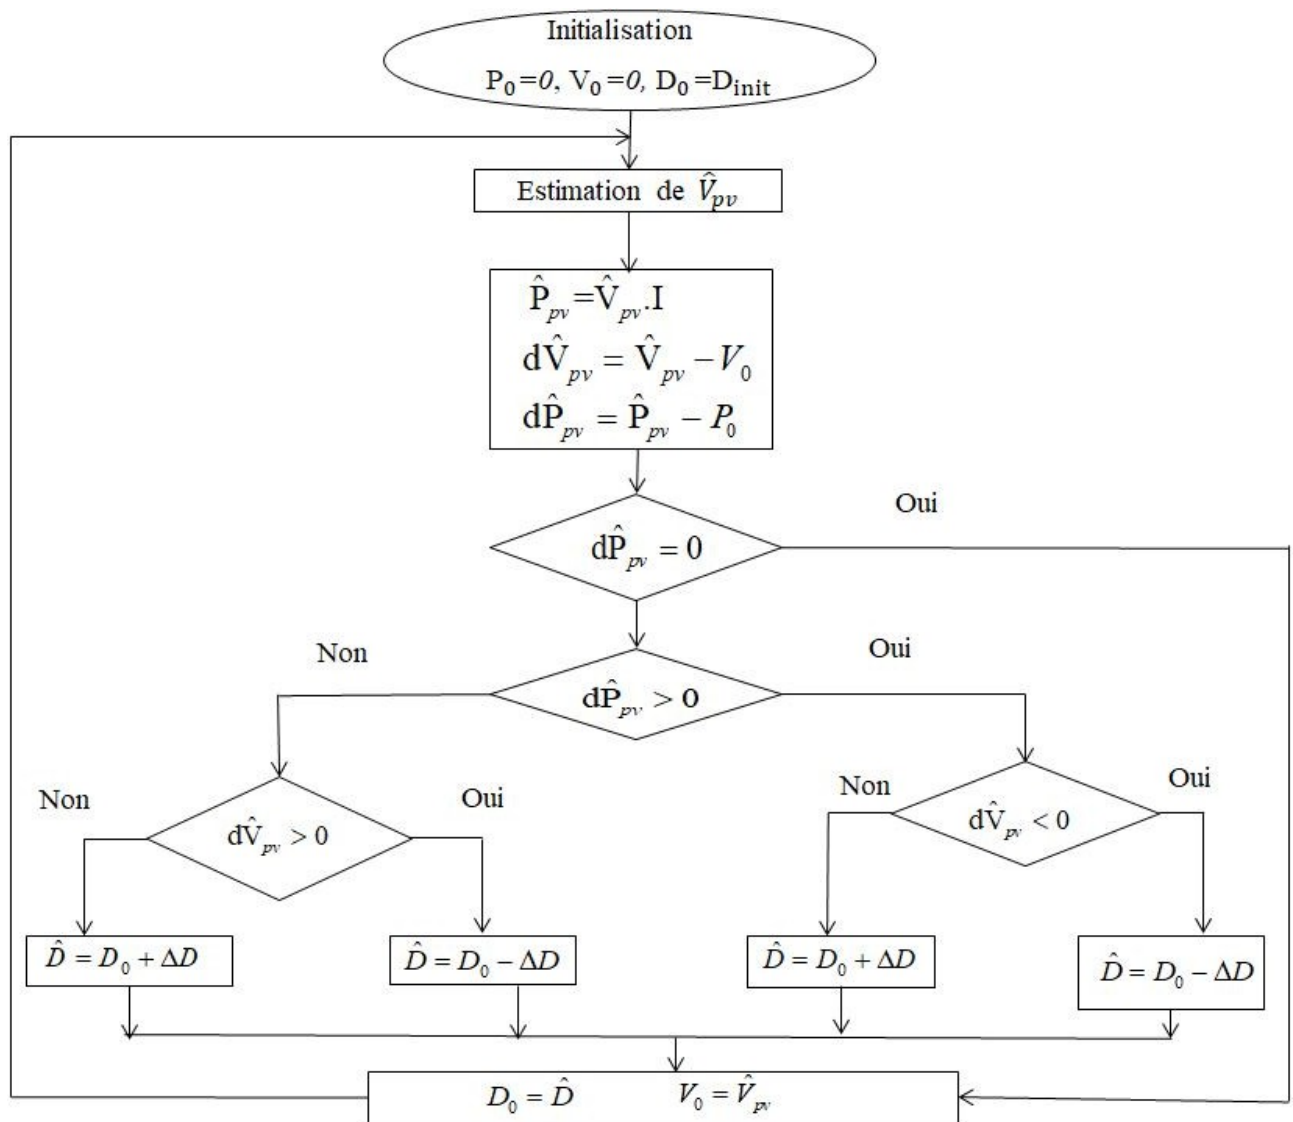 Initialisation
P₀=0, V₀=0, D₀=D_init
Estimation de V̂_pv
P̂_pv=V̂_pv.I
dV̂_pv = V̂_pv − V₀
dP̂_pv = P̂_pv − P₀
Oui
dP̂_pv = 0
Non
Oui
dP̂_pv > 0
Non
Oui
dV̂_pv > 0
Non
Oui
dV̂_pv < 0
D̂ = D₀ + ΔD
D̂ = D₀ − ΔD
D̂ = D₀ + ΔD
D̂ = D₀ − ΔD
D₀ = D̂ V₀ = V̂_pv